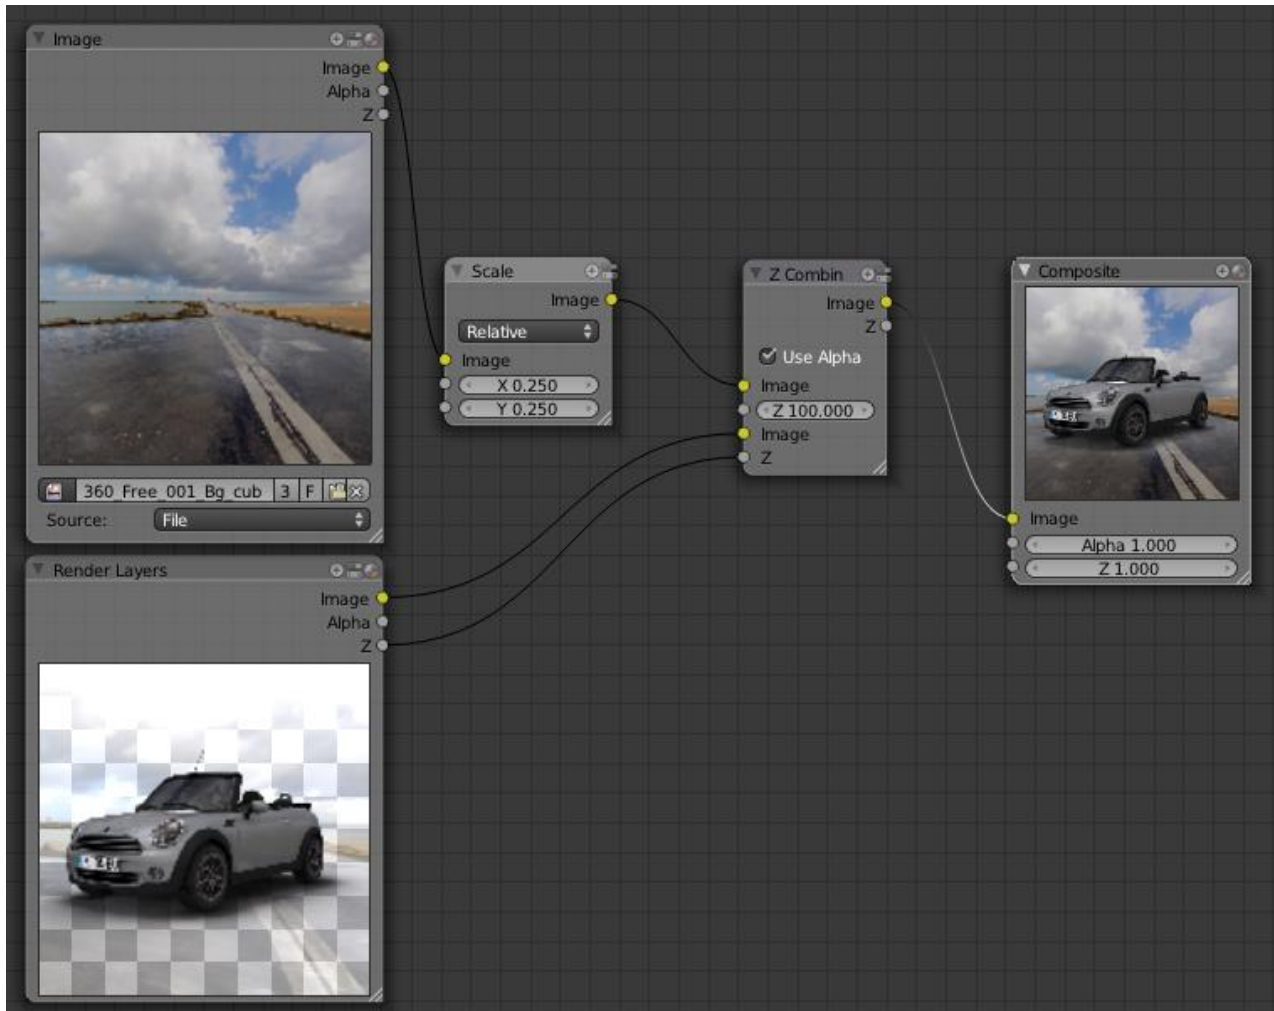 Image
Image
Alpha
Z
360_Free_001_Bg_cub 3 F
Source: File
Render Layers
Image
Alpha
Z
Scale
Image
Relative
Image
X 0.250
Y 0.250
Z Combin
Image
Z
Use Alpha
Image
Z 100.000
Image
Z
Composite
Image
Alpha 1.000
Z 1.000